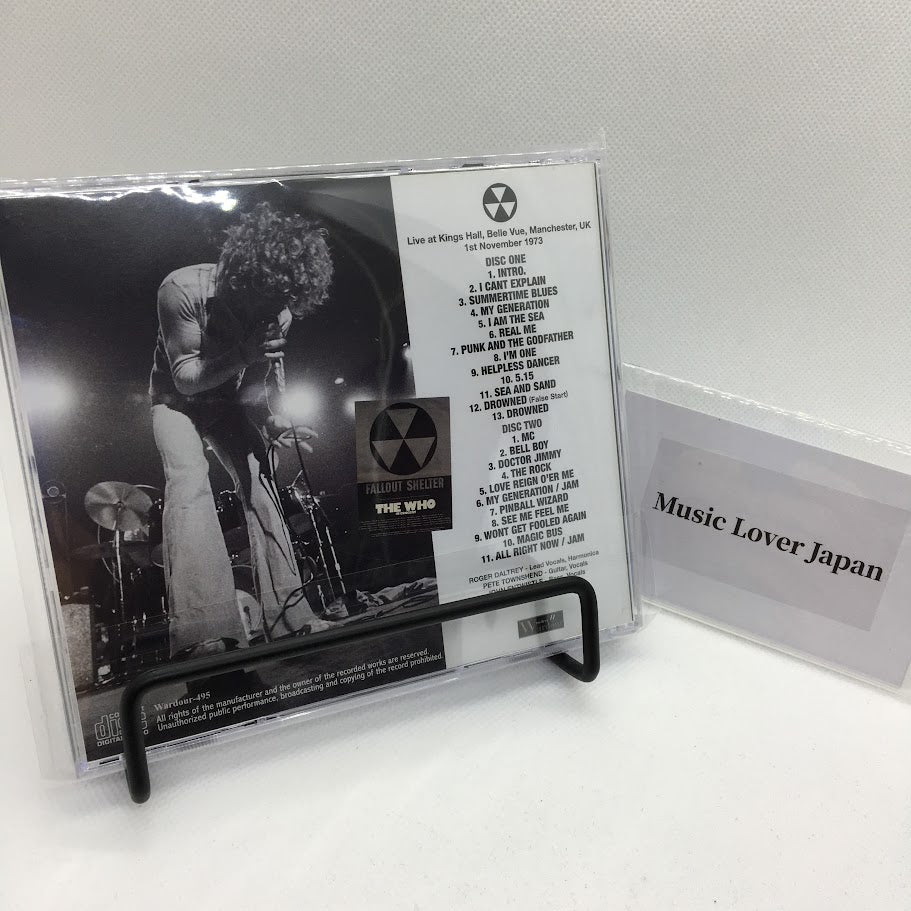 Live at Kings Hall, Belle Vue, Manchester, UK
1st November 1973
DISC ONE
1. INTRO.
2. I CANT EXPLAIN
3. SUMMERTIME BLUES
4. MY GENERATION
5. I AM THE SEA
6. REAL ME
7. PUNK AND THE GODFATHER
8. I'M ONE
9. HELPLESS DANCER
10. 5.15
11. SEA AND SAND
12. DROWNED (False Start)
13. DROWNED
DISC TWO
1. MC
2. BELL BOY
3. DOCTOR JIMMY
4. THE ROCK
5. LOVE REIGN O'ER ME
6. MY GENERATION / JAM
7. PINBALL WIZARD
8. SEE ME FEEL ME
9. WONT GET FOOLED AGAIN
10. MAGIC BUS
11. ALL RIGHT NOW / JAM
ROGER DALTREY - Lead Vocals, Harmonica
PETE TOWNSHEND - Guitar, Vocals
FALLOUT SHELTER
THE WHO
Wardour-495
All rights of the manufacturer and the owner of the recorded works are reserved.
Unauthorized public performance, broadcasting and copying of the record prohibited.
Music Lover Japan